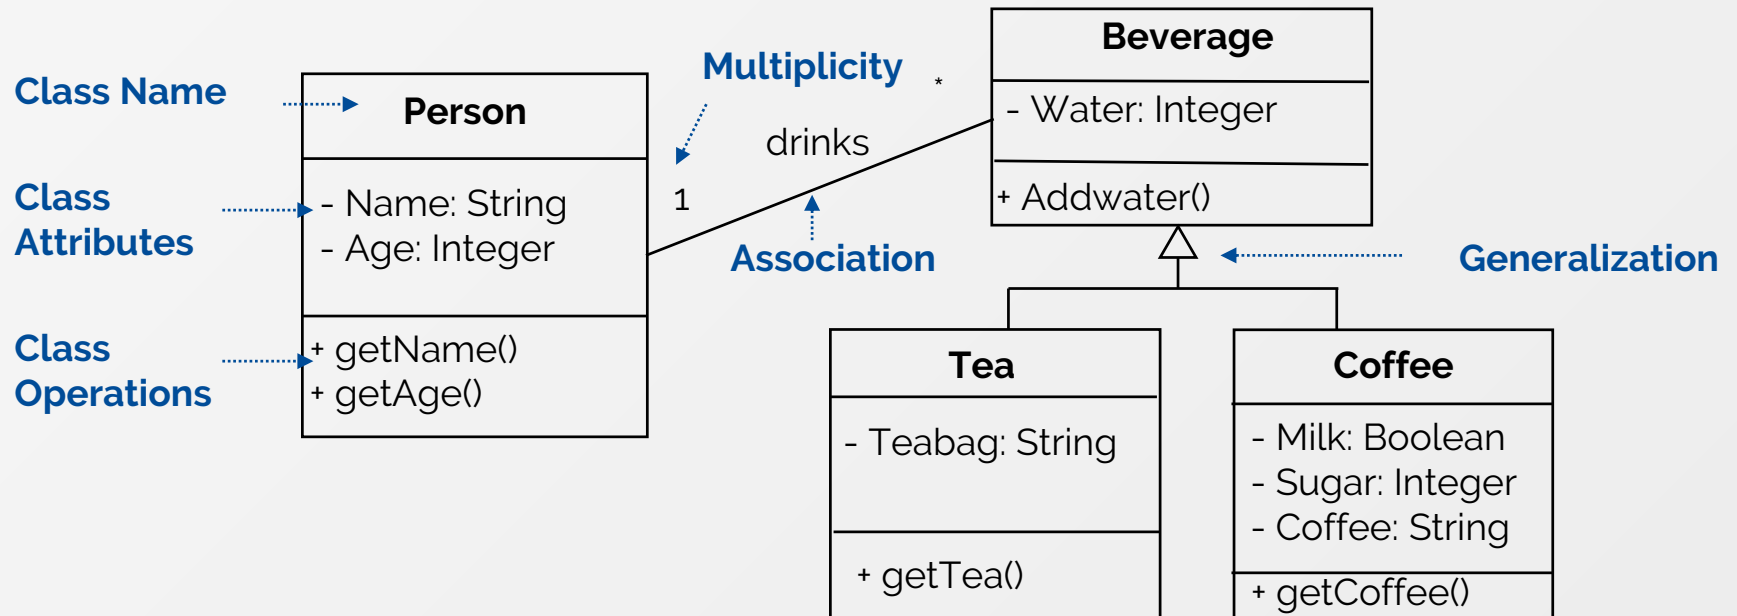 Class Name
Class
Attributes
Class
Operations
Person
- Name: String
- Age: Integer
+ getName()
+ getAge()
Multiplicity
*
drinks
1
Association
Beverage
- Water: Integer
+ Addwater()
Generalization
Tea
- Teabag: String
+ getTea()
Coffee
- Milk: Boolean
- Sugar: Integer
- Coffee: String
+ getCoffee()